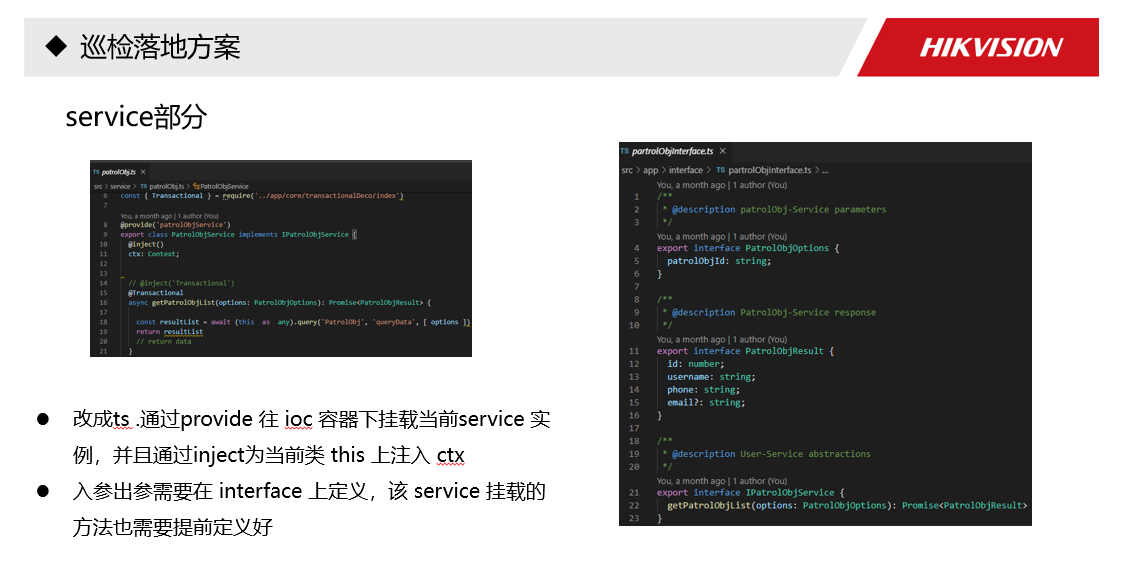 巡检落地方案
HIKVISION
service部分
TS patrolObj.ts ×
src > service > TS patrolObj.ts > PatrolObjService
6 const { Transactional } = require('../app/core/transactionalDeco/index')
7
You, a month ago | 1 author (You)
8 @provide('patrolObjService')
9 export class PatrolObjService implements IPatrolObjService {
10 @inject()
11 ctx: Context;
12
13
14 // @inject('Transactional')
15 @Transactional
16 async getPatrolObjList(options: PatrolObjOptions): Promise<PatrolObjResult> {
17
18 const resultList = await (this as any).query('PatrolObj', 'queryData', [ options ])
19 return resultList
20 // return data
21 }
TS partrolObjInterface.ts ×
src > app > interface > TS partrolObjInterface.ts > ...
You, a month ago | 1 author (You)
1 /**
2 * @description patrolObj-Service parameters
3 */
You, a month ago | 1 author (You)
4 export interface PatrolObjOptions {
5 patrolObjId: string;
6 }
7
8 /**
9 * @description PatrolObj-Service response
10 */
You, a month ago | 1 author (You)
11 export interface PatrolObjResult {
12 id: number;
13 username: string;
14 phone: string;
15 email?: string;
16 }
17
18 /**
19 * @description User-Service abstractions
20 */
You, a month ago | 1 author (You)
21 export interface IPatrolObjService {
22 getPatrolObjList(options: PatrolObjOptions): Promise<PatrolObjResult>
23 }
改成ts .通过provide 往 ioc 容器下挂载当前service 实
例，并且通过inject为当前类 this 上注入 ctx
入参出参需要在 interface 上定义，该 service 挂载的
方法也需要提前定义好